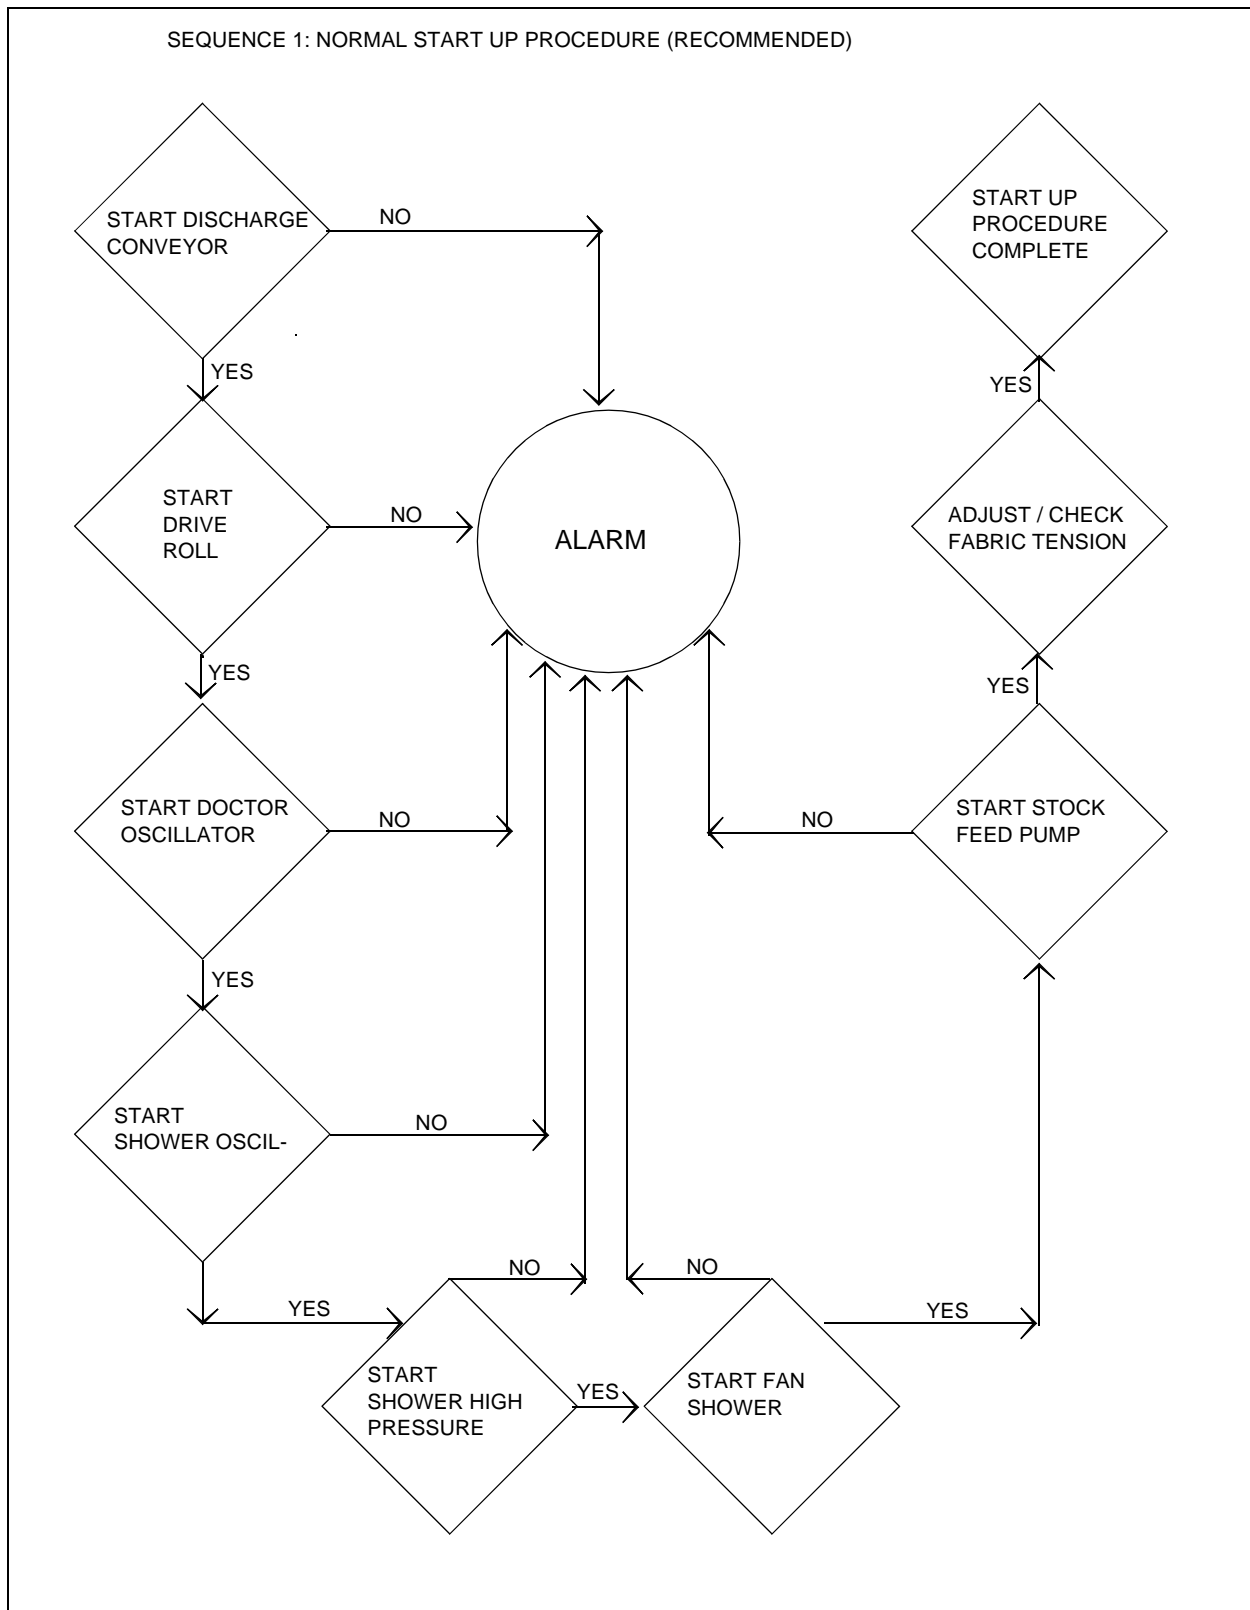 SEQUENCE 1: NORMAL START UP PROCEDURE (RECOMMENDED)
START DISCHARGE
CONVEYOR
NO
YES
START
DRIVE
ROLL
NO
YES
START DOCTOR
OSCILLATOR
NO
YES
START
SHOWER OSCIL-
NO
YES
START
SHOWER HIGH
PRESSURE
NO
YES
START FAN
SHOWER
NO
YES
START STOCK
FEED PUMP
NO
YES
ADJUST / CHECK
FABRIC TENSION
YES
START UP
PROCEDURE
COMPLETE
ALARM